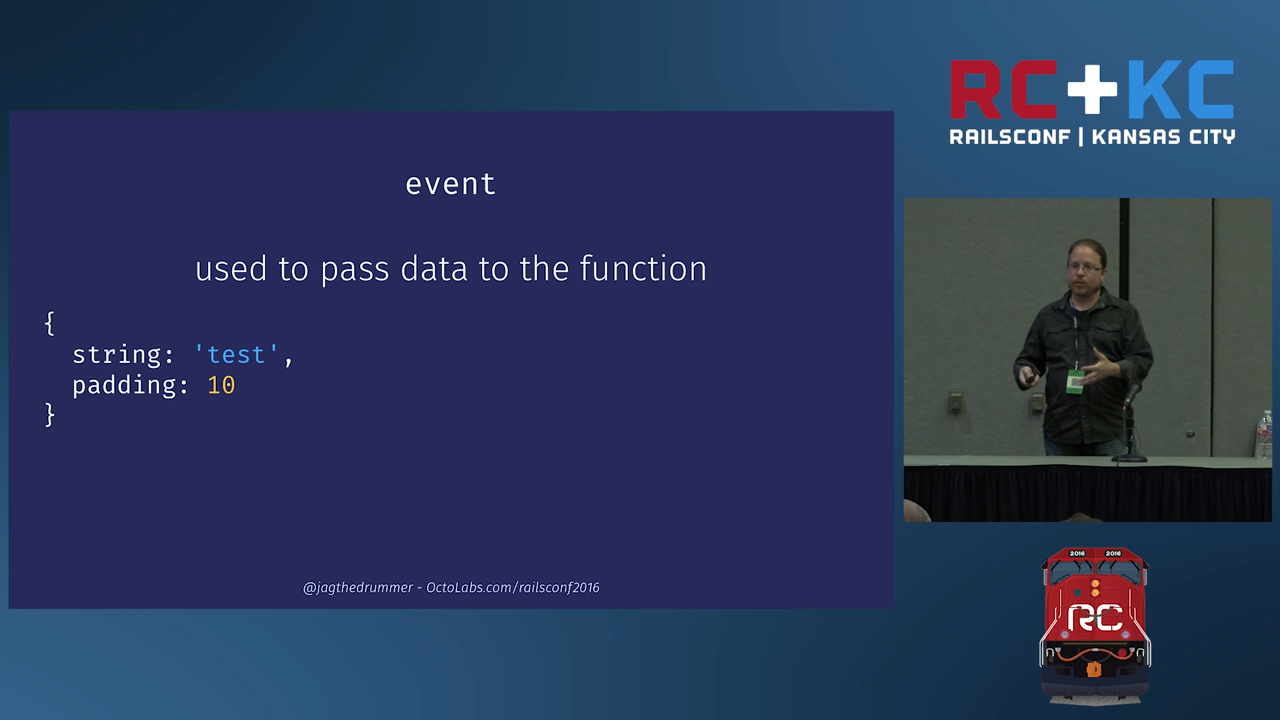 event
used to pass data to the function
{
string: 'test',
padding: 10
}
@jagthedrummer - OctoLabs.com/railsconf2016
RC+KC
RAILSCONF | KANSAS CITY
2016 2016
RC